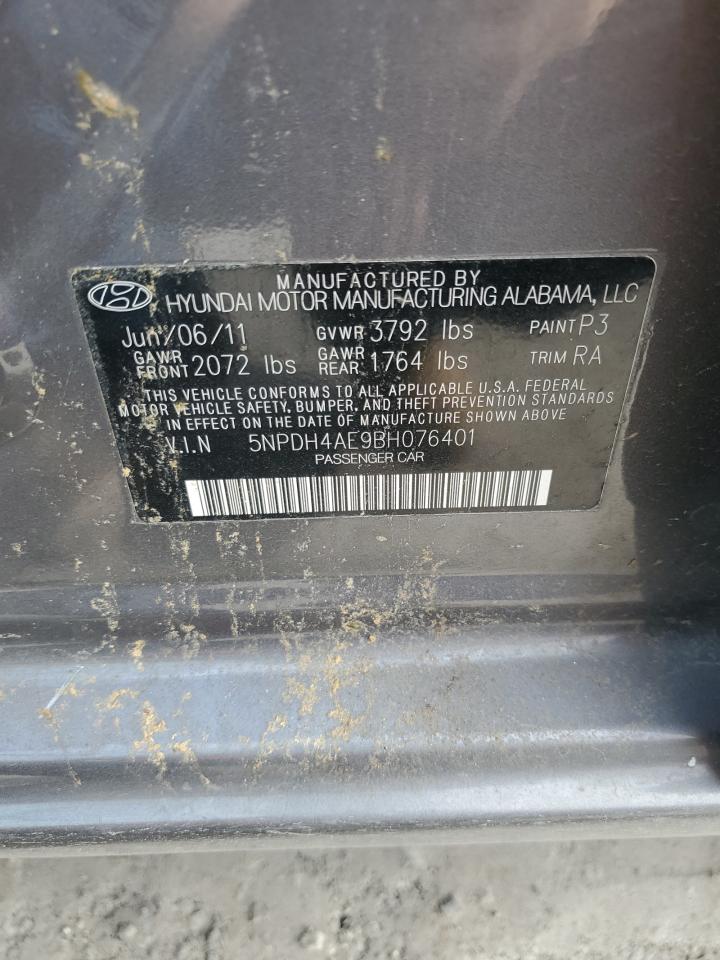 MANUFACTURED BY
HYUNDAI MOTOR MANUFACTURING ALABAMA, LLC
Jun/06/11 GVWR 3792 lbs PAINT P3
GAWR FRONT 2072 lbs GAWR REAR 1764 lbs TRIM RA
THIS VEHICLE CONFORMS TO ALL APPLICABLE U.S.A. FEDERAL
MOTOR VEHICLE SAFETY, BUMPER, AND THEFT PREVENTION STANDARDS
IN EFFECT ON THE DATE OF MANUFACTURE SHOWN ABOVE
V.I.N 5NPDH4AE9BH076401
PASSENGER CAR